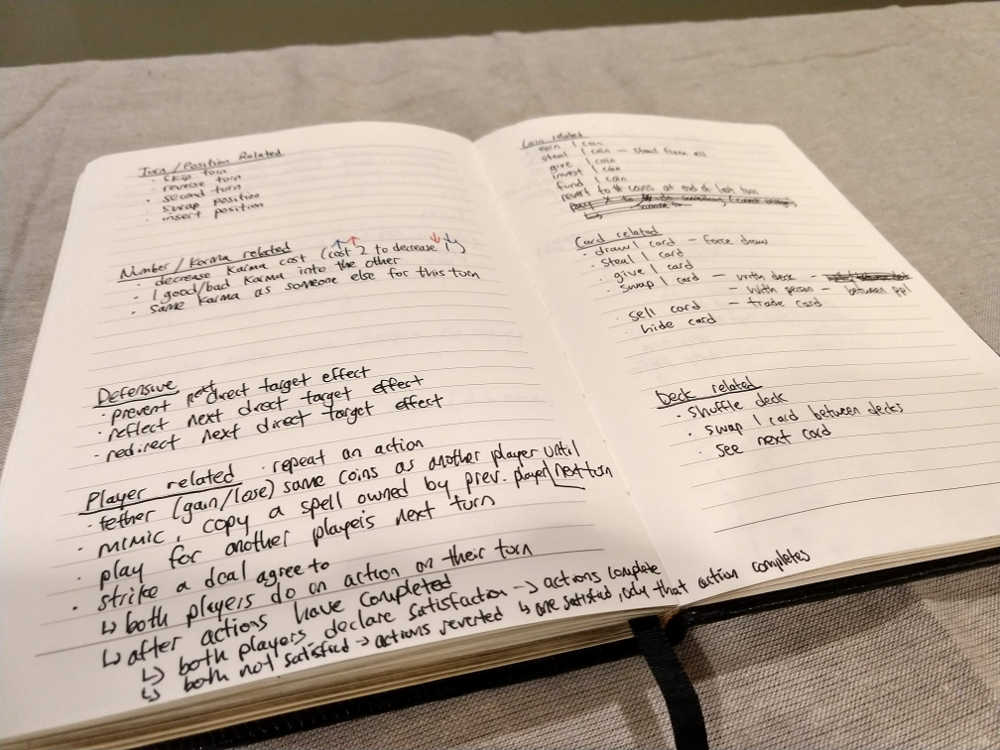 Turn / Position Related
· skip turn
· reverse turn
· second turn
· swap position
· insert position
Number / Karma related
· decrease Karma cost (cost 2 to decrease 1)
· 1 good/bad Karma into the other
· same Karma as someone else for this turn
Defensive
· prevent next direct target effect
· reflect next direct target effect
· redirect next direct target effect
Player related · repeat an action
· tether (gain/lose) same coins as another player until next turn
· mimic, copy a spell owned by prev. player
· play for another player's next turn
· strike a deal agree to
↳ both players do an action on their turn
↳ after actions have completed
↳ both players declare satisfaction → actions complete
↳ both not satisfied → actions reverted ↳ one satisfied, only that action completes
Coin related
1 coin
steal 1 coin – steal from all
give 1 coin
invest 1 coin
fund 1 coin
revert to # coins at end of last turn
Card related
· draw 1 card – force draw
· steal 1 card
· give 1 card
· swap 1 card – with deck
– with person – between ppl
· sell card – trade card
· hide card
Deck related
· shuffle deck
· swap 1 card between decks
· see next card